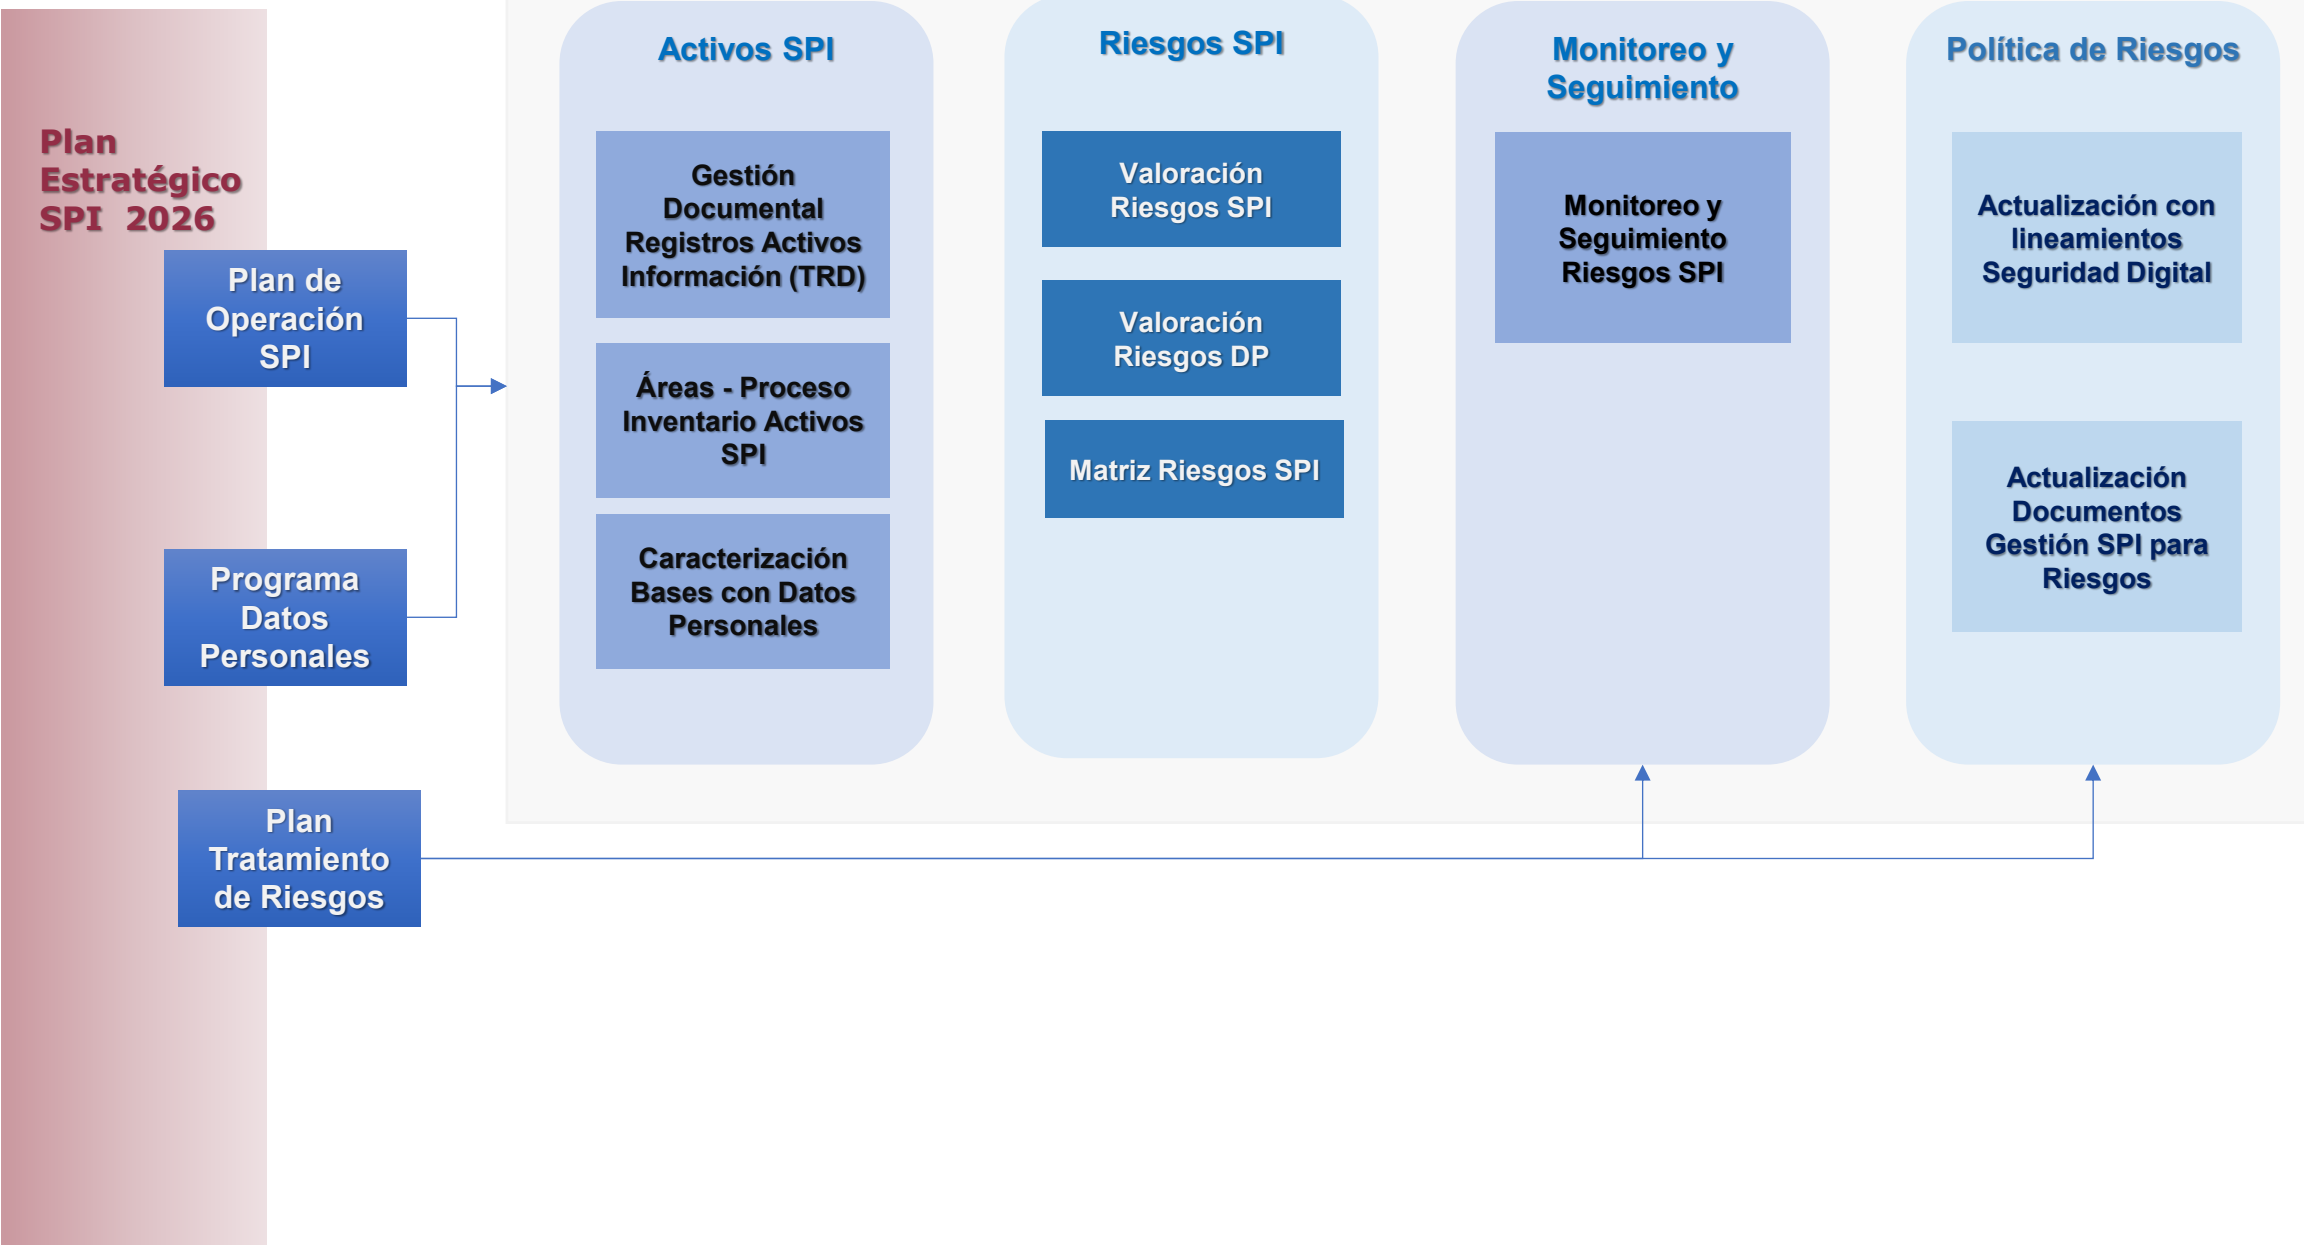 Plan
Estratégico
SPI  2026
Plan de
Operación
SPI
Programa
Datos
Personales
Plan
Tratamiento
de Riesgos
Activos SPI
Gestión
Documental
Registros Activos
Información (TRD)
Áreas - Proceso
Inventario Activos
SPI
Caracterización
Bases con Datos
Personales
Riesgos SPI
Valoración
Riesgos SPI
Valoración
Riesgos DP
Matriz Riesgos SPI
Monitoreo y
Seguimiento
Monitoreo y
Seguimiento
Riesgos SPI
Política de Riesgos
Actualización con
lineamientos
Seguridad Digital
Actualización
Documentos
Gestión SPI para
Riesgos